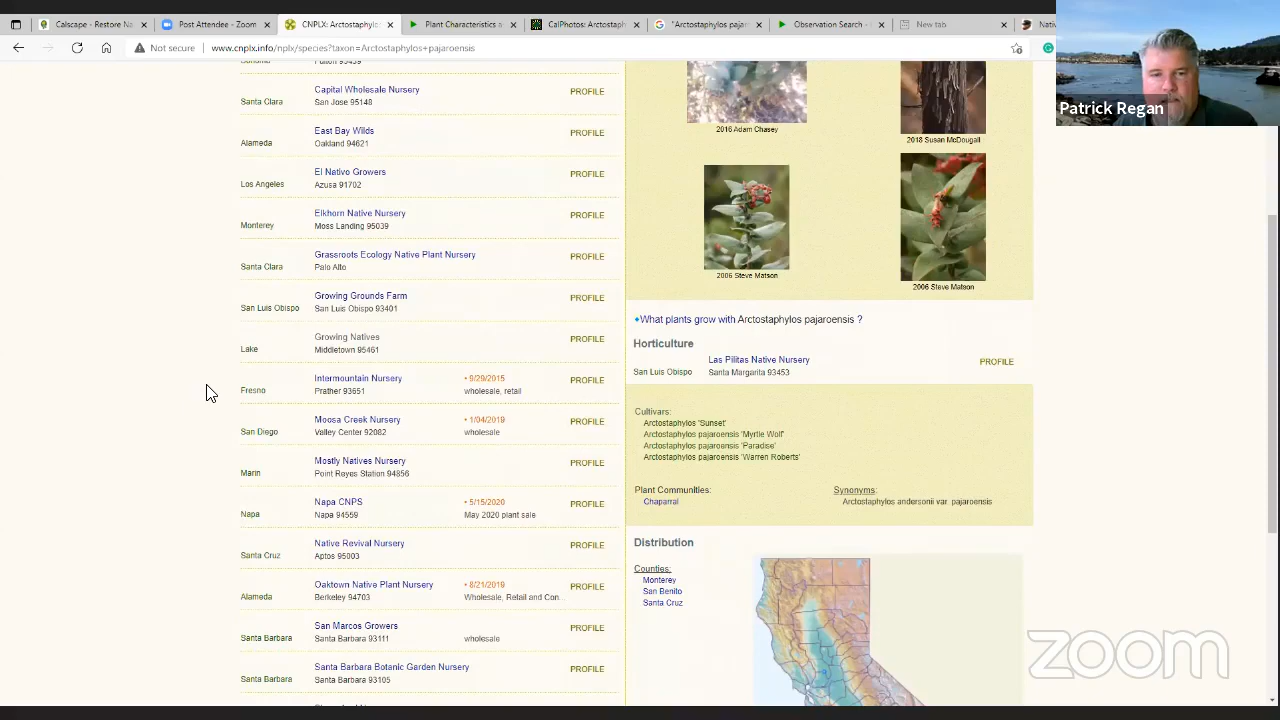 Calscape - Restore Na
Post Attendee - Zoom
CNPLX: Arctostaphylos
Plant Characteristics a
CalPhotos: Arctostaph
"Arctostaphylos pajar
Observation Search - C
New tab
Nati
Not secure
www.cnplx.info/nplx/species?taxon=Arctostaphylos+pajaroensis
Patrick Regan
Sonoma
Fulton 95439
Capital Wholesale Nursery
PROFILE
Santa Clara
San Jose 95148
East Bay Wilds
PROFILE
Alameda
Oakland 94621
El Nativo Growers
PROFILE
Los Angeles
Azusa 91702
Elkhorn Native Nursery
PROFILE
Monterey
Moss Landing 95039
Grassroots Ecology Native Plant Nursery
PROFILE
Santa Clara
Palo Alto
Growing Grounds Farm
PROFILE
San Luis Obispo
San Luis Obispo 93401
Growing Natives
PROFILE
Lake
Middletown 95461
Intermountain Nursery
• 9/29/2015
PROFILE
Fresno
Prather 93651
wholesale, retail
Moosa Creek Nursery
• 1/04/2019
PROFILE
San Diego
Valley Center 92082
wholesale
Mostly Natives Nursery
PROFILE
Marin
Point Reyes Station 94956
Napa CNPS
• 5/15/2020
PROFILE
Napa
Napa 94559
May 2020 plant sale
Native Revival Nursery
PROFILE
Santa Cruz
Aptos 95003
Oaktown Native Plant Nursery
• 8/21/2019
PROFILE
Alameda
Berkeley 94703
Wholesale, Retail and Con...
San Marcos Growers
PROFILE
Santa Barbara
Santa Barbara 93111
wholesale
Santa Barbara Botanic Garden Nursery
PROFILE
Santa Barbara
Santa Barbara 93105
2016 Adam Chasey
2018 Susan McDougall
2006 Steve Matson
2006 Steve Matson
What plants grow with Arctostaphylos pajaroensis ?
Horticulture
Las Pilitas Native Nursery
PROFILE
San Luis Obispo
Santa Margarita 93453
Cultivars:
Arctostaphylos 'Sunset'
Arctostaphylos pajaroensis 'Myrtle Wolf'
Arctostaphylos pajaroensis 'Paradise'
Arctostaphylos pajaroensis 'Warren Roberts'
Plant Communities:
Chaparral
Synonyms:
Arctostaphylos andersonii var. pajaroensis
Distribution
Counties:
Monterey
San Benito
Santa Cruz
zoom